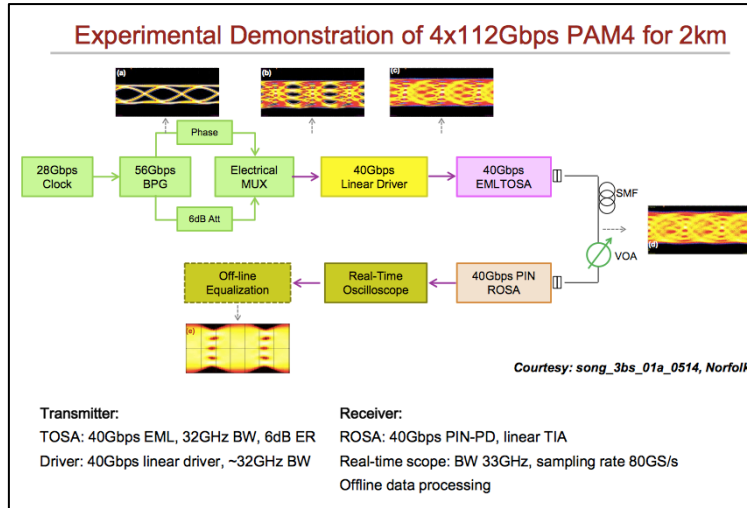 Experimental Demonstration of 4x112Gbps PAM4 for 2km
(a)
(b)
(c)
Phase
28Gbps
Clock
56Gbps
BPG
Electrical
MUX
40Gbps
Linear Driver
40Gbps
EMLTOSA
6dB Att
SMF
(d)
VOA
Off-line
Equalization
Real-Time
Oscilloscope
40Gbps PIN
ROSA
(e)
Courtesy: song_3bs_01a_0514, Norfolk
Transmitter:
TOSA: 40Gbps EML, 32GHz BW, 6dB ER
Driver: 40Gbps linear driver, ~32GHz BW
Receiver:
ROSA: 40Gbps PIN-PD, linear TIA
Real-time scope: BW 33GHz, sampling rate 80GS/s
Offline data processing